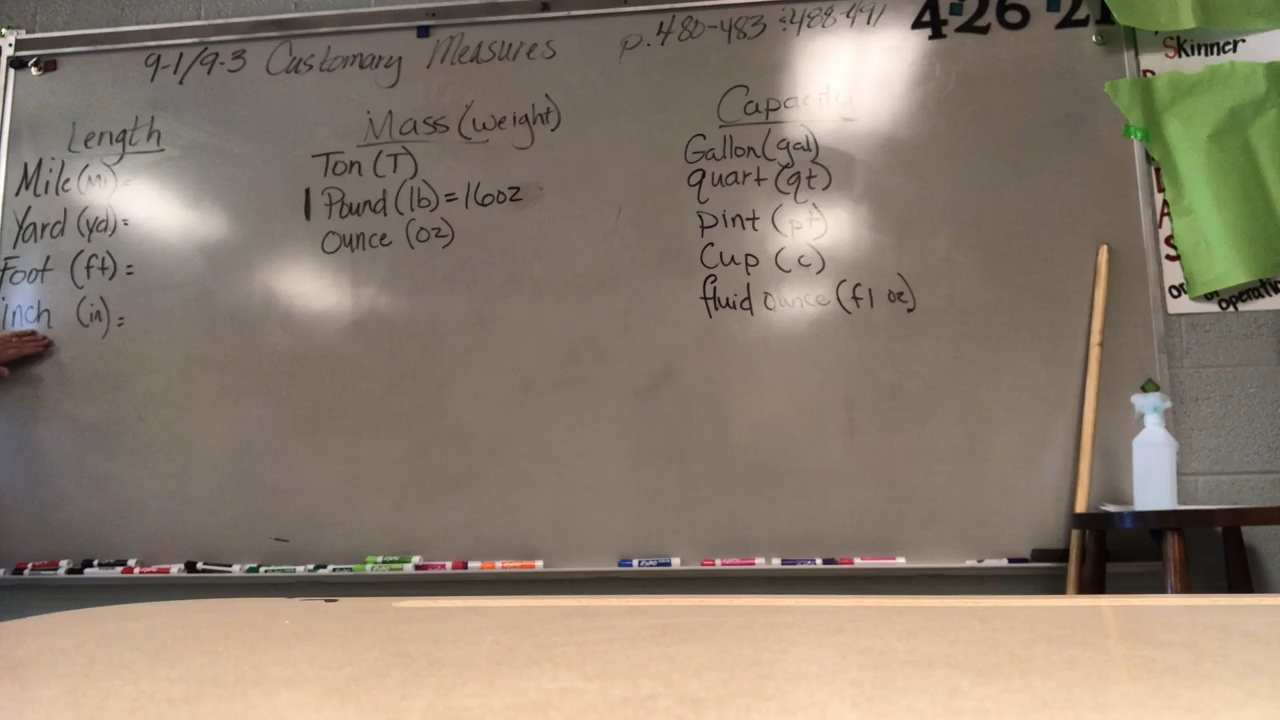 9-1/9-3 Customary Measures p.480-483 : 488-491
4-26-21
Length
Mile (mi) =
Yard (yd) =
Foot (ft) =
inch (in) =
Mass (weight)
Ton (T)
1 Pound (lb) = 16oz
ounce (oz)
Capacity
Gallon (gal)
quart (qt)
pint (pt)
Cup (c)
fluid ounce (fl oz)
Skinner
operatio